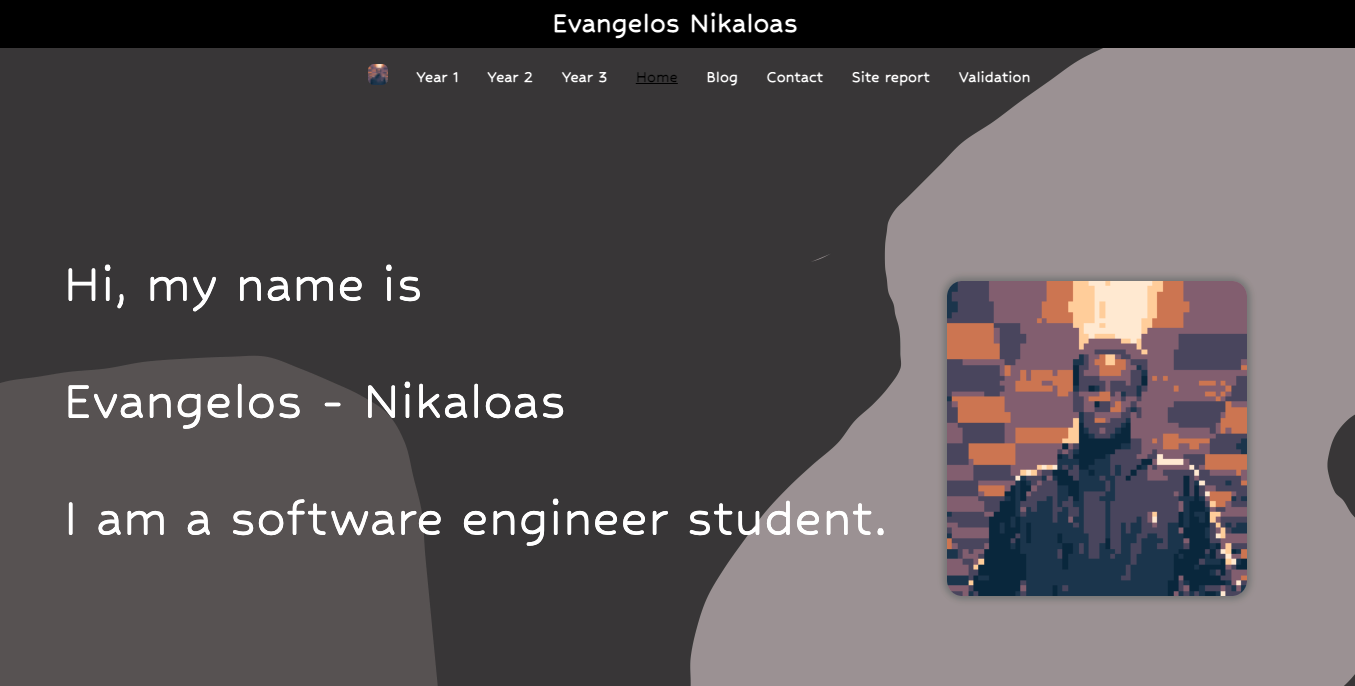 Evangelos Nikaloas
Year 1 Year 2 Year 3 Home Blog Contact Site report Validation
Hi, my name is
Evangelos - Nikaloas
I am a software engineer student.